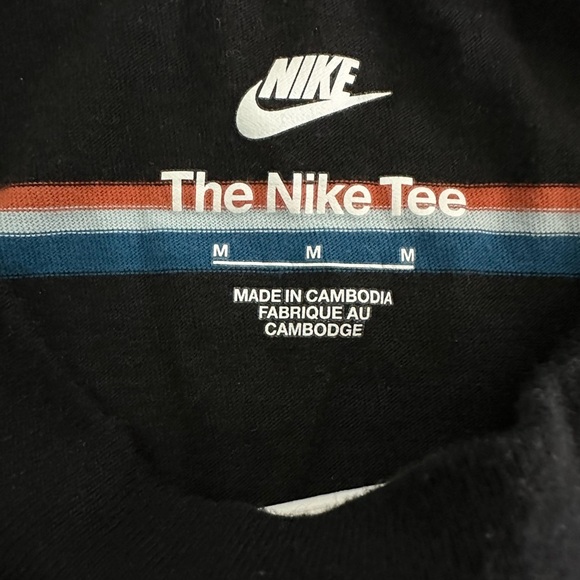 NIKE
The Nike Tee
M M M
MADE IN CAMBODIA
FABRIQUE AU
CAMBODGE